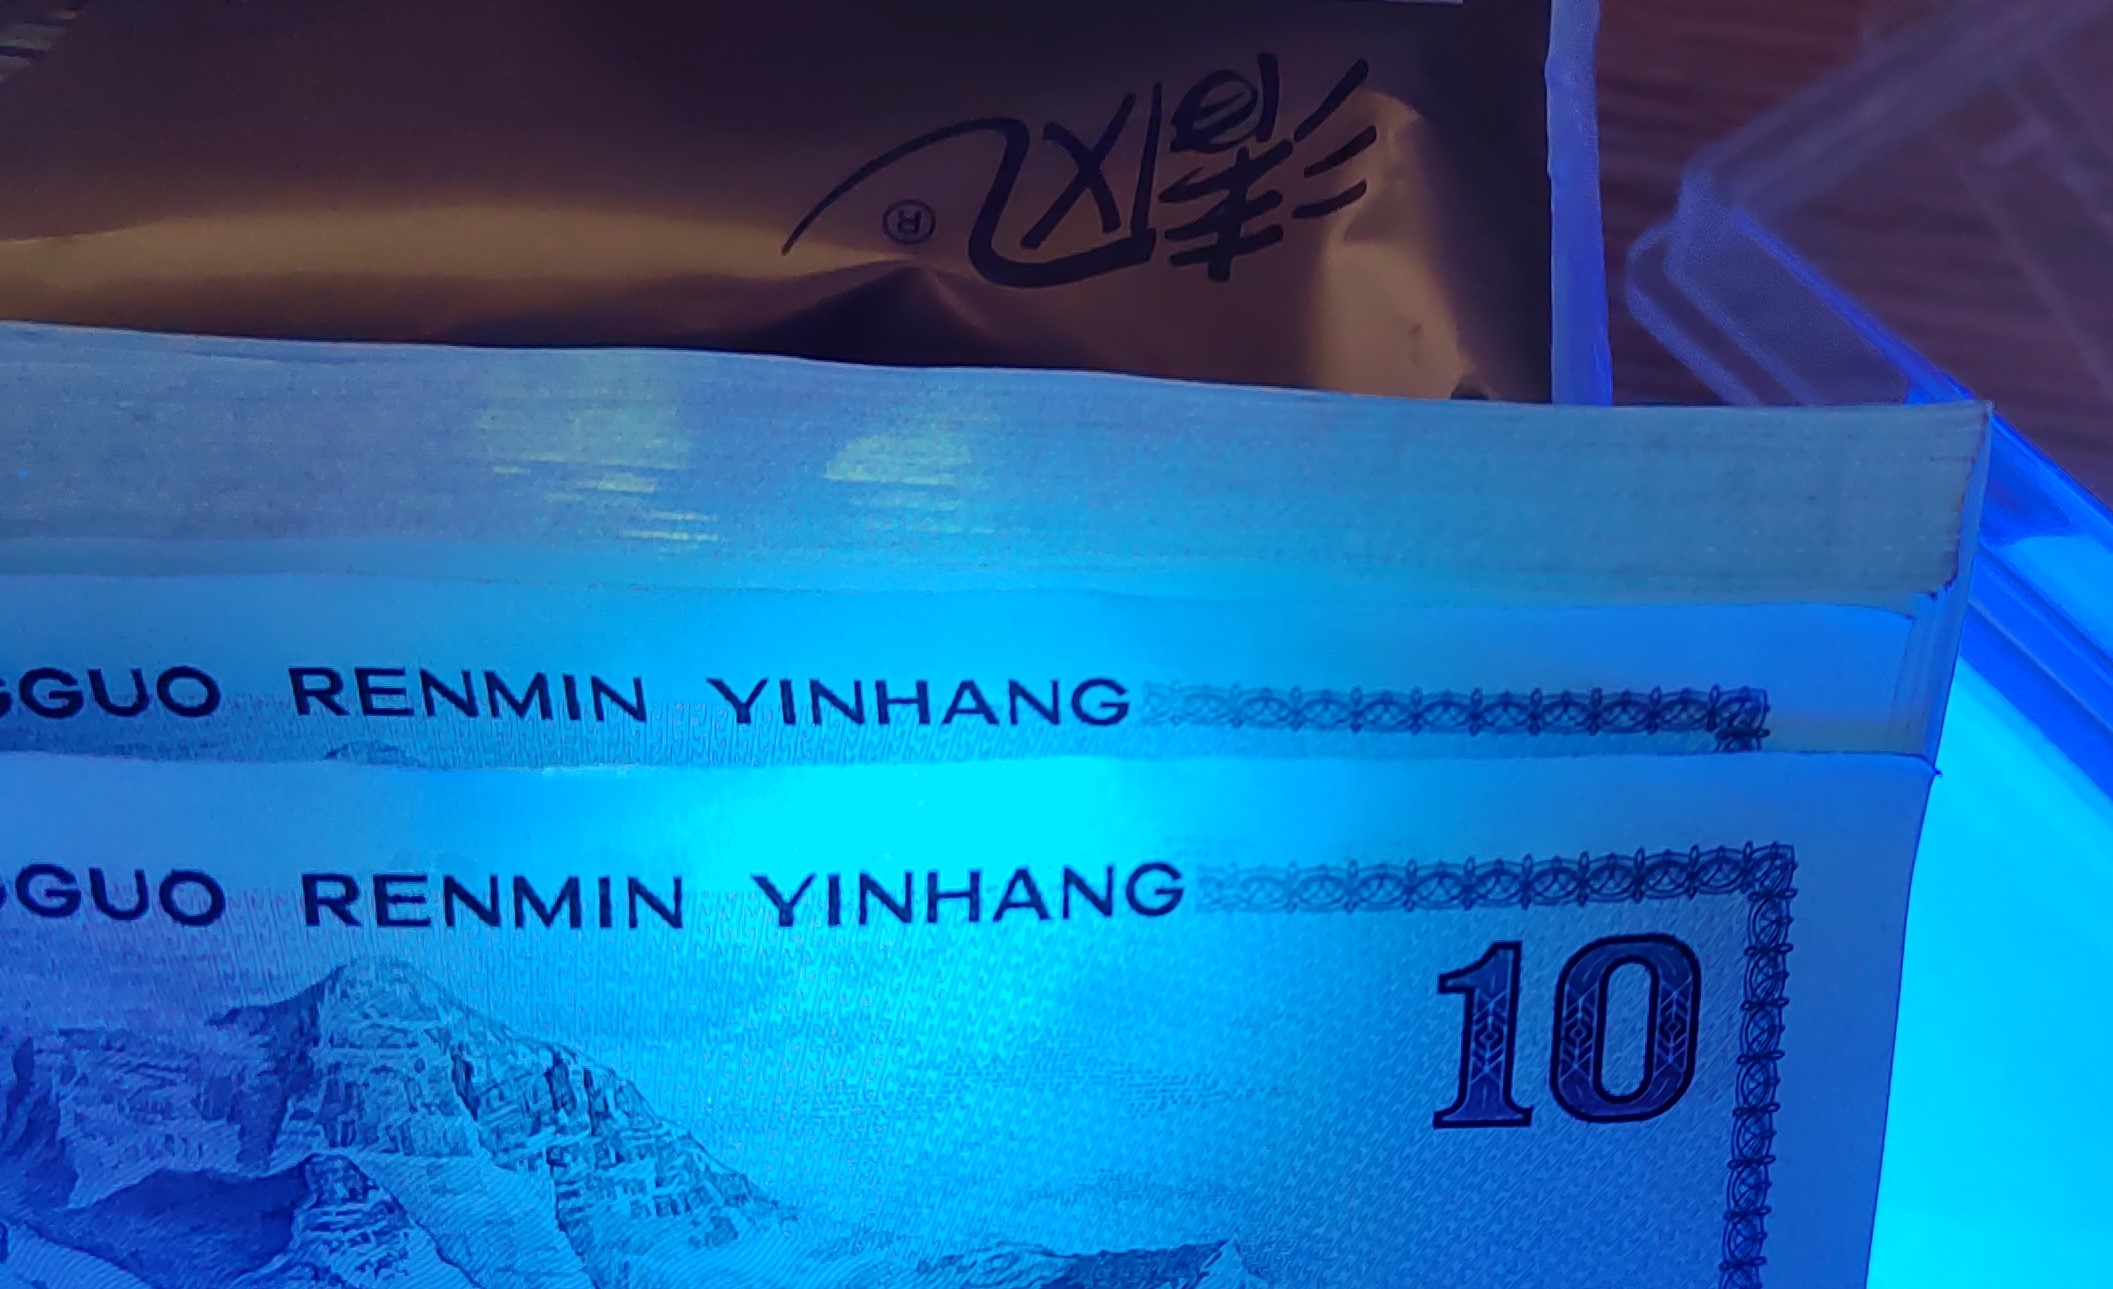 ®
GGUO RENMIN YINHANG
GGUO RENMIN YINHANG
10